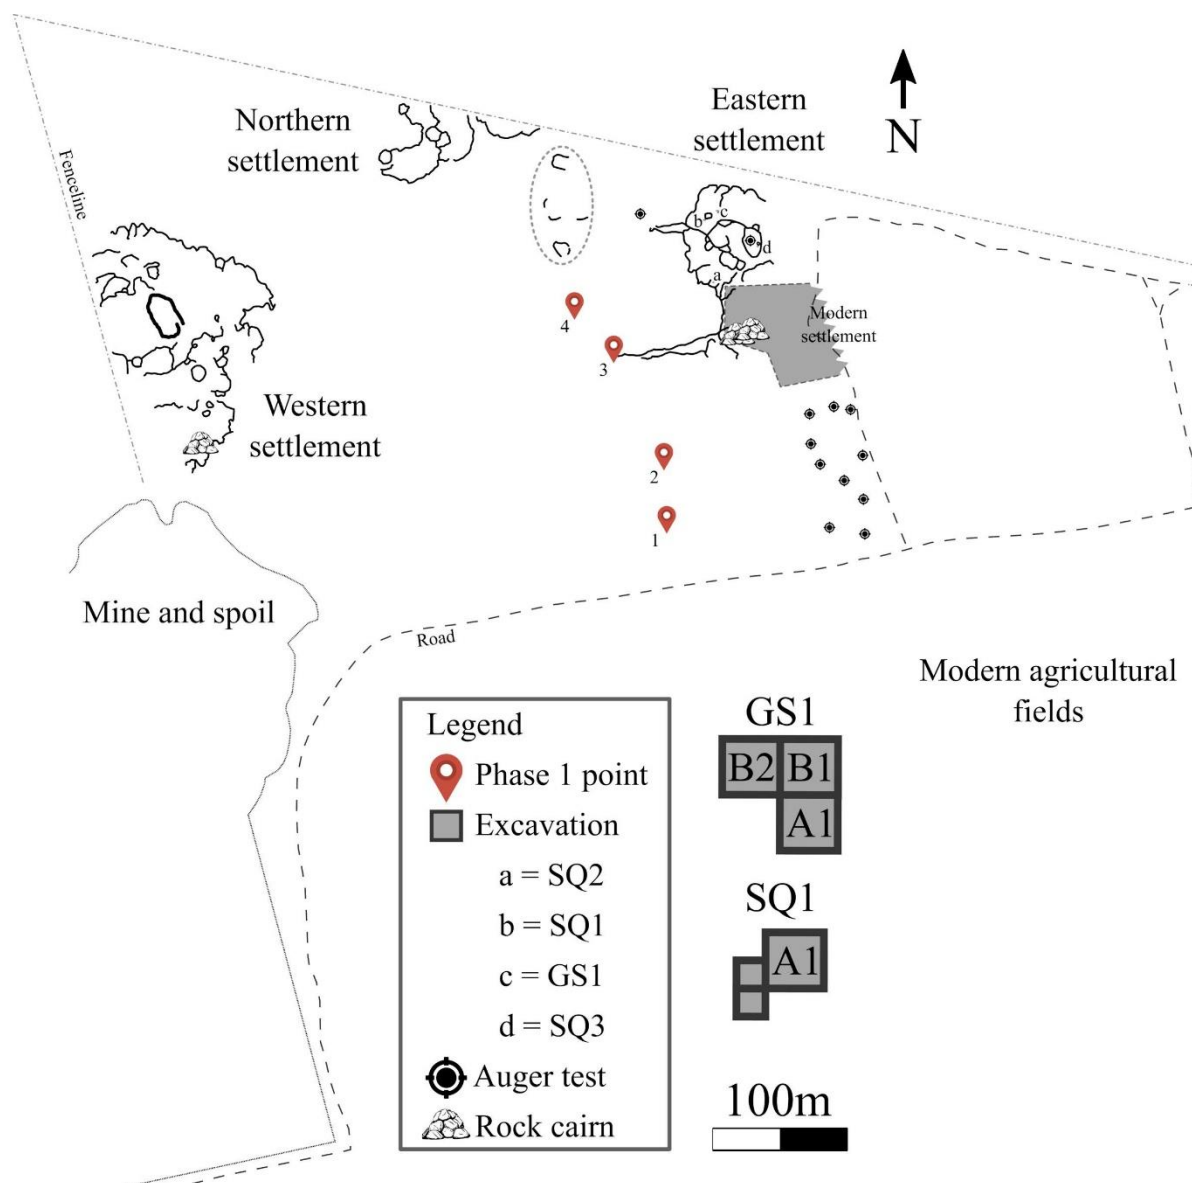 Northern
settlement
Eastern
settlement
N
Fenceline
b
c
d
a
4
Modern
settlement
3
Western
settlement
2
1
Mine and spoil
Road
Modern agricultural
fields
Legend
Phase 1 point
Excavation
a = SQ2
b = SQ1
c = GS1
d = SQ3
Auger test
Rock cairn
GS1
B2 B1
A1
SQ1
A1
100m